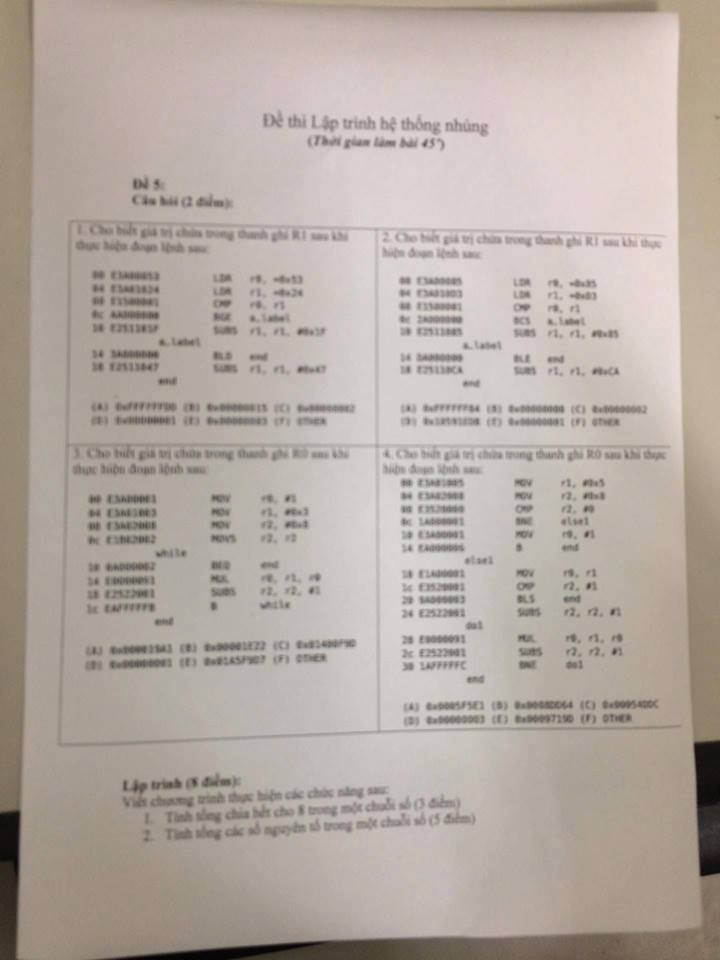 Đề thi Lập trình hệ thống nhúng
(Thời gian làm bài 45')
Đề 5:
Câu hỏi (2 điểm):
1. Cho biết giá trị chứa trong thanh ghi R1 sau khi
thực hiện đoạn lệnh sau:
00 E3A00053 LDR r0, =0x53
04 E3A01024 LDR r1, =0x24
08 E1500001 CMP r0, r1
0c AA000000 BGE a_label
10 E251101F SUBS r1, r1, #0x1F
a_label
14 3A000000 BLO end
18 E2511047 SUBS r1, r1, #0x47
end
(A) 0xFFFFFFDD (B) 0x00000015 (C) 0x00000002
(D) 0x00000001 (E) 0x00000003 (F) OTHER
2. Cho biết giá trị chứa trong thanh ghi R1 sau khi thực
hiện đoạn lệnh sau:
LDR r0, =0x85
04 E3A010D3 LDR r1, =0xD3
08 E1500001 CMP r0, r1
0c 2A000000 BCS a_label
10 E2511085 SUBS r1, r1, #0x85
a_label
14 DA000000 BLE end
18 E25110CA SUBS r1, r1, #0xCA
end
(A) 0xFFFFFF84 (B) 0x00000000 (C) 0x00000002
(D) (E) 0x00000001 (F) OTHER
3. Cho biết giá trị chứa trong thanh ghi R0 sau khi
thực hiện đoạn lệnh sau:
00 E3A00001 MOV r0, #1
04 E3A01003 MOV r1, #0x3
08 E3A02008 MOV r2, #0x8
0c E1B02002 MOVS r2, r2
while
10 0A000002 BEQ end
14 E0000091 MUL r0, r1, r0
18 E2522001 SUBS r2, r2, #1
1c EAFFFFFB B while
end
(A) 0x000019A1 (B) 0x00001E22 (C)
(D) 0x00000001 (E) 0x01A5F9D7 (F) OTHER
4. Cho biết giá trị chứa trong thanh ghi R0 sau khi thực
hiện đoạn lệnh sau:
00 E3A01005 MOV r1, #0x5
04 E3A02008 MOV r2, #0x8
08 E3520000 CMP r2, #0
0c 1A000001 BNE else1
10 E3A00001 MOV r0, #1
14 EA000006 B end
else1
18 E1A00001 MOV r0, r1
1c E3520001 CMP r2, #1
20 9A000003 BLS end
24 E2522001 SUBS r2, r2, #1
do1
28 E0000091 MUL r0, r1, r0
2c E2522001 SUBS r2, r2, #1
30 1AFFFFFC BNE do1
end
(A) 0x0005F5E1 (B) 0x0008DD64 (C) 0x00954DDC
(D) 0x00000003 (E) (F) OTHER
Lập trình (8 điểm):
Viết chương trình thực hiện các chức năng sau:
1. Tính tổng chia hết cho 8 trong một chuỗi số (3 điểm)
2. Tính tổng các số nguyên tố trong một chuỗi số (5 điểm)